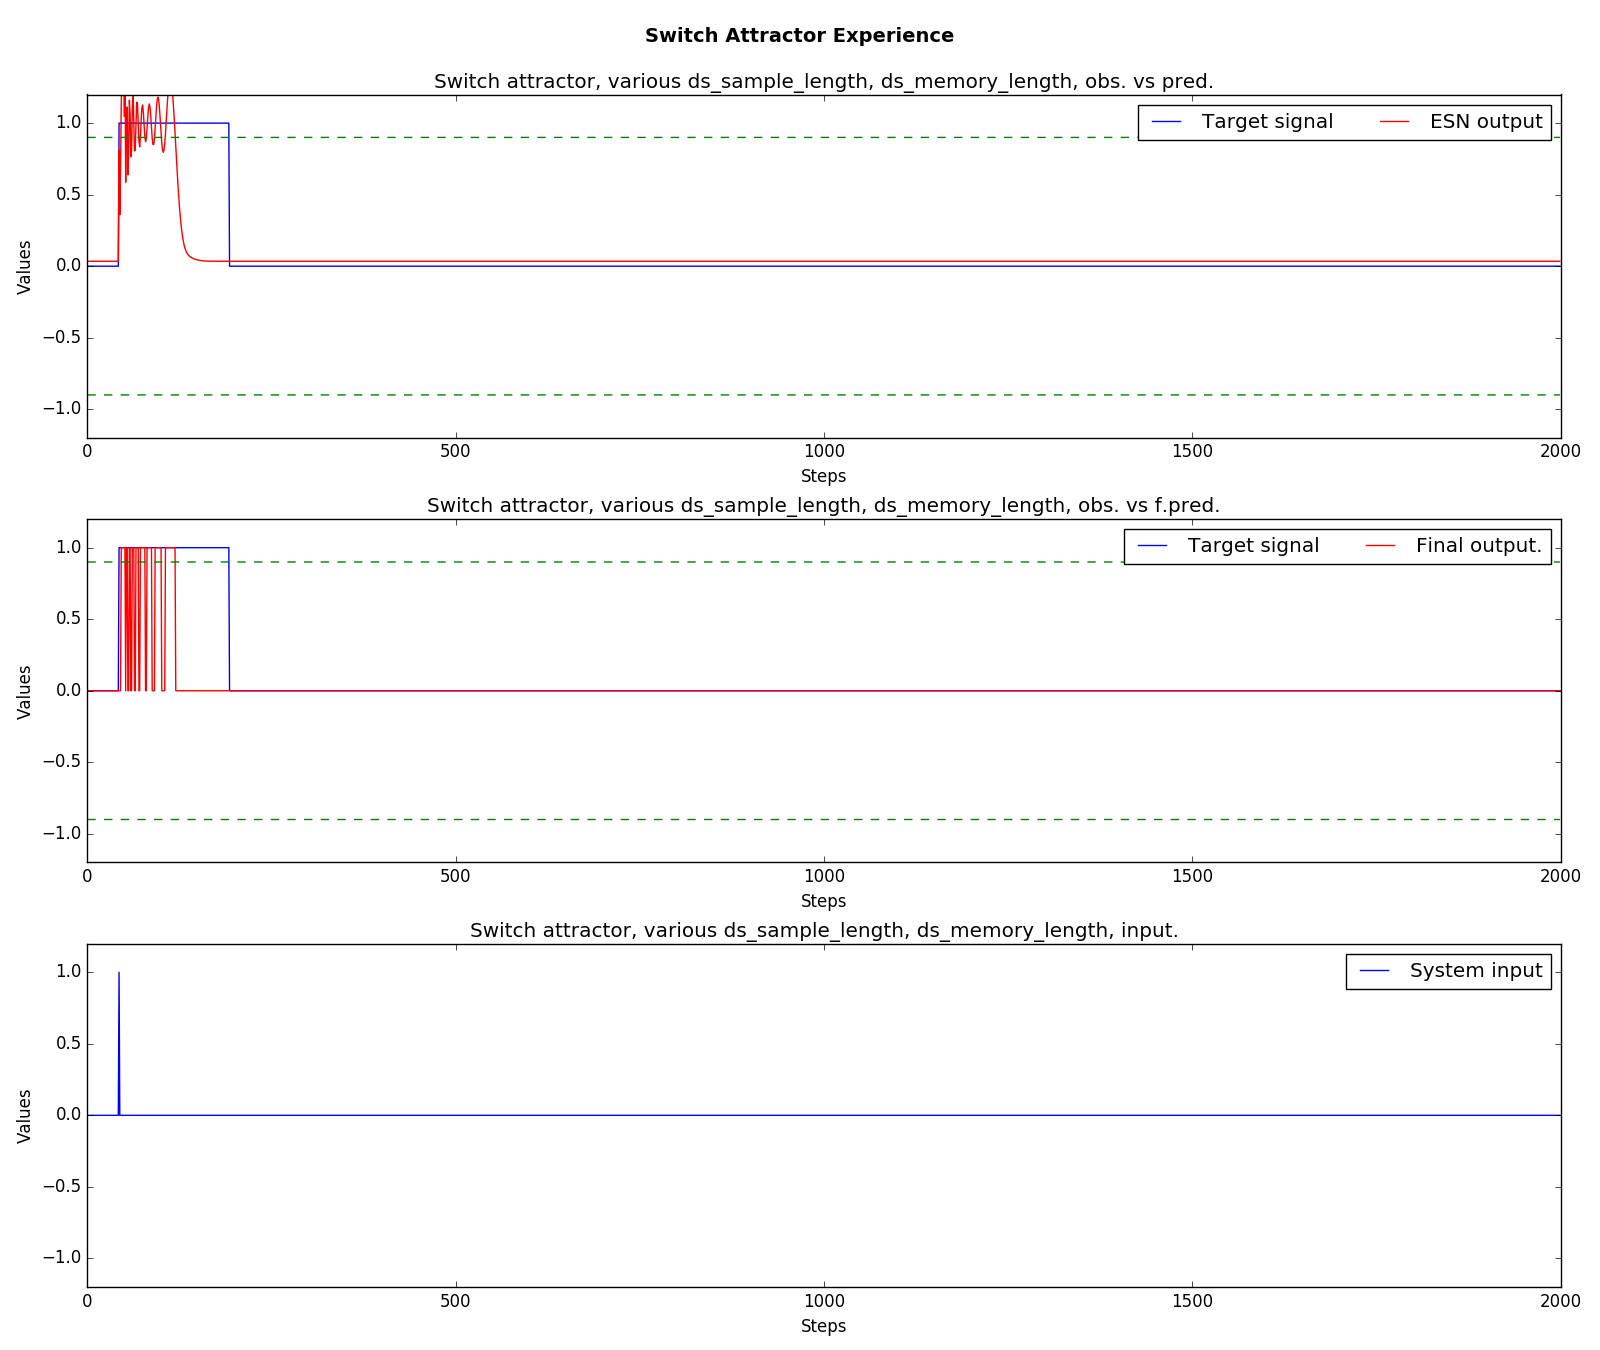 Switch Attractor Experience
Switch attractor, various ds_sample_length, ds_memory_length, obs. vs pred.
Target signal ESN output
1.0
0.5
0.0
−0.5
−1.0
Values
0 500 1000 1500 2000
Steps
Switch attractor, various ds_sample_length, ds_memory_length, obs. vs f.pred.
Target signal Final output.
1.0
0.5
0.0
−0.5
−1.0
Values
0 500 1000 1500 2000
Steps
Switch attractor, various ds_sample_length, ds_memory_length, input.
System input
1.0
0.5
0.0
−0.5
−1.0
Values
0 500 1000 1500 2000
Steps